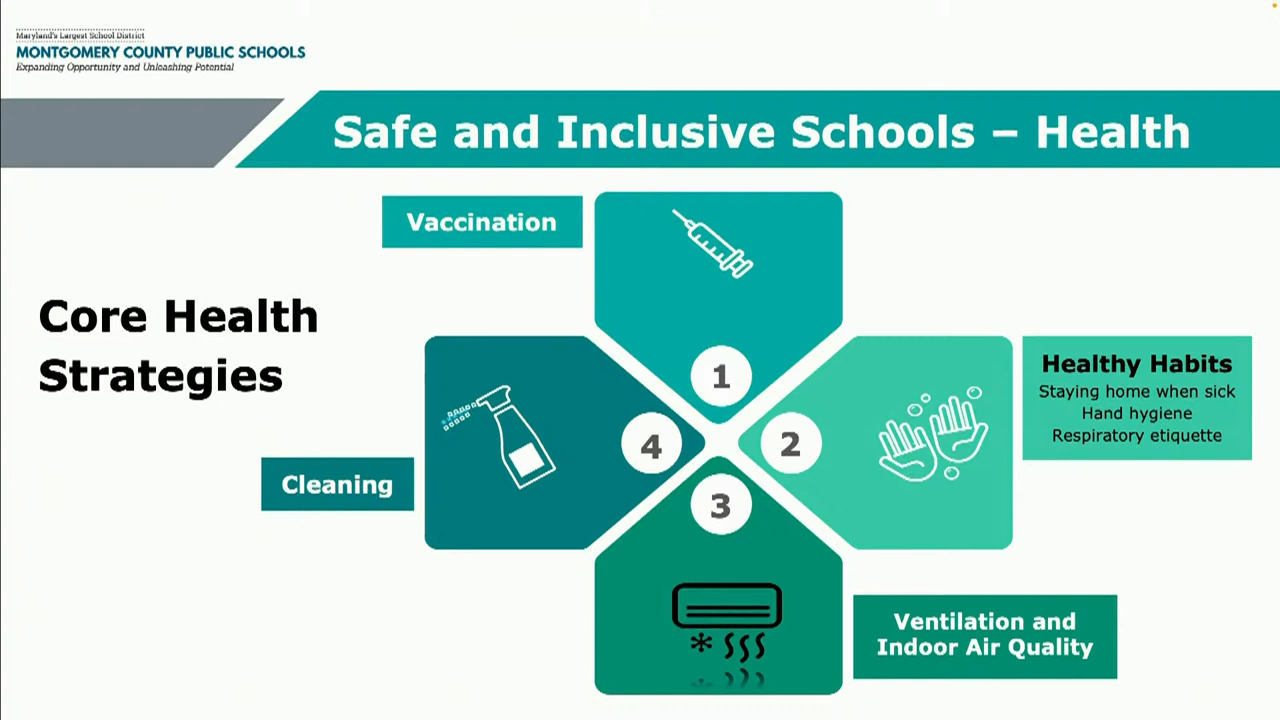 Maryland's Largest School District
MONTGOMERY COUNTY PUBLIC SCHOOLS
Expanding Opportunity and Unleashing Potential
Safe and Inclusive Schools – Health
Vaccination
Core Health
Strategies
1
Healthy Habits
Staying home when sick
Hand hygiene
Respiratory etiquette
4
2
Cleaning
3
Ventilation and
Indoor Air Quality